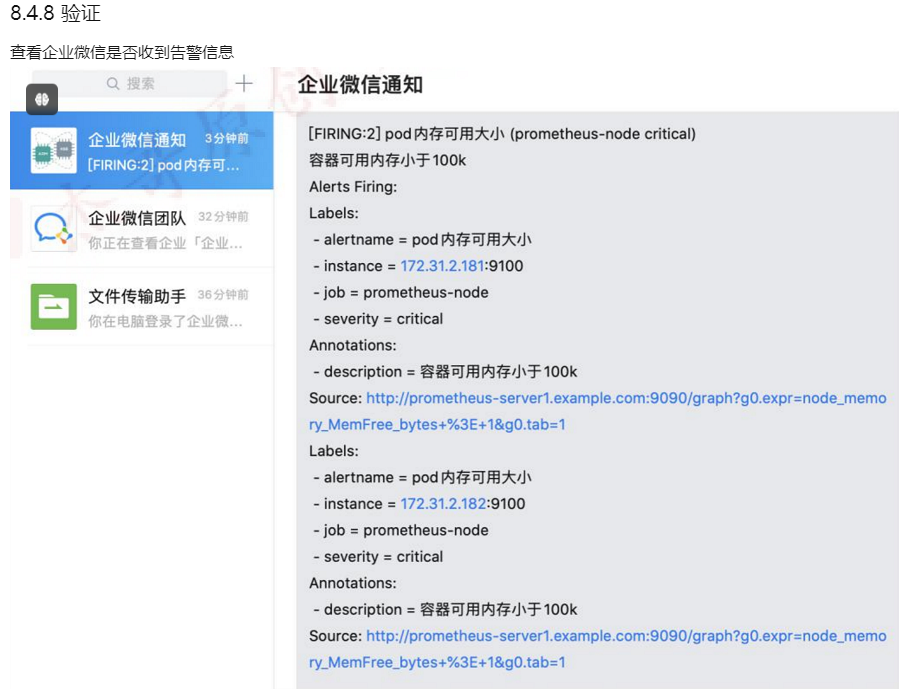 8.4.8 验证
查看企业微信是否收到告警信息
搜索
企业微信通知 3分钟前
[FIRING:2] pod内存可...
企业微信团队 32分钟前
你正在查看企业「企业...
文件传输助手 36分钟前
你在电脑登录了企业微...
企业微信通知
[FIRING:2] pod内存可用大小 (prometheus-node critical)
容器可用内存小于100k
Alerts Firing:
Labels:
- alertname = pod内存可用大小
- instance = 172.31.2.181:9100
- job = prometheus-node
- severity = critical
Annotations:
- description = 容器可用内存小于100k
Source: http://prometheus-server1.example.com:9090/graph?g0.expr=node_memo
ry_MemFree_bytes+%3E+1&g0.tab=1
Labels:
- alertname = pod内存可用大小
- instance = 172.31.2.182:9100
- job = prometheus-node
- severity = critical
Annotations:
- description = 容器可用内存小于100k
Source: http://prometheus-server1.example.com:9090/graph?g0.expr=node_memo
ry_MemFree_bytes+%3E+1&g0.tab=1